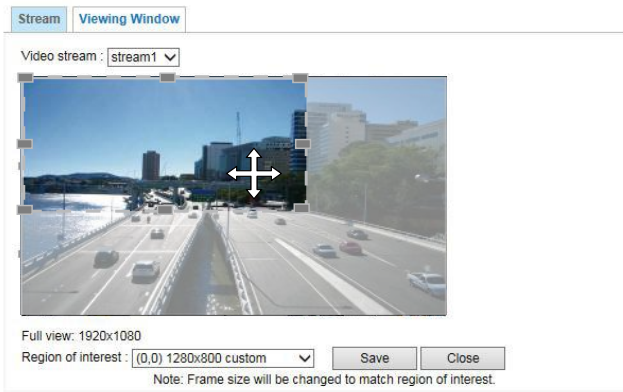 Stream Viewing Window
Video stream : stream1
Full view: 1920x1080
Region of interest : (0,0) 1280x800 custom Save Close
Note: Frame size will be changed to match region of interest.